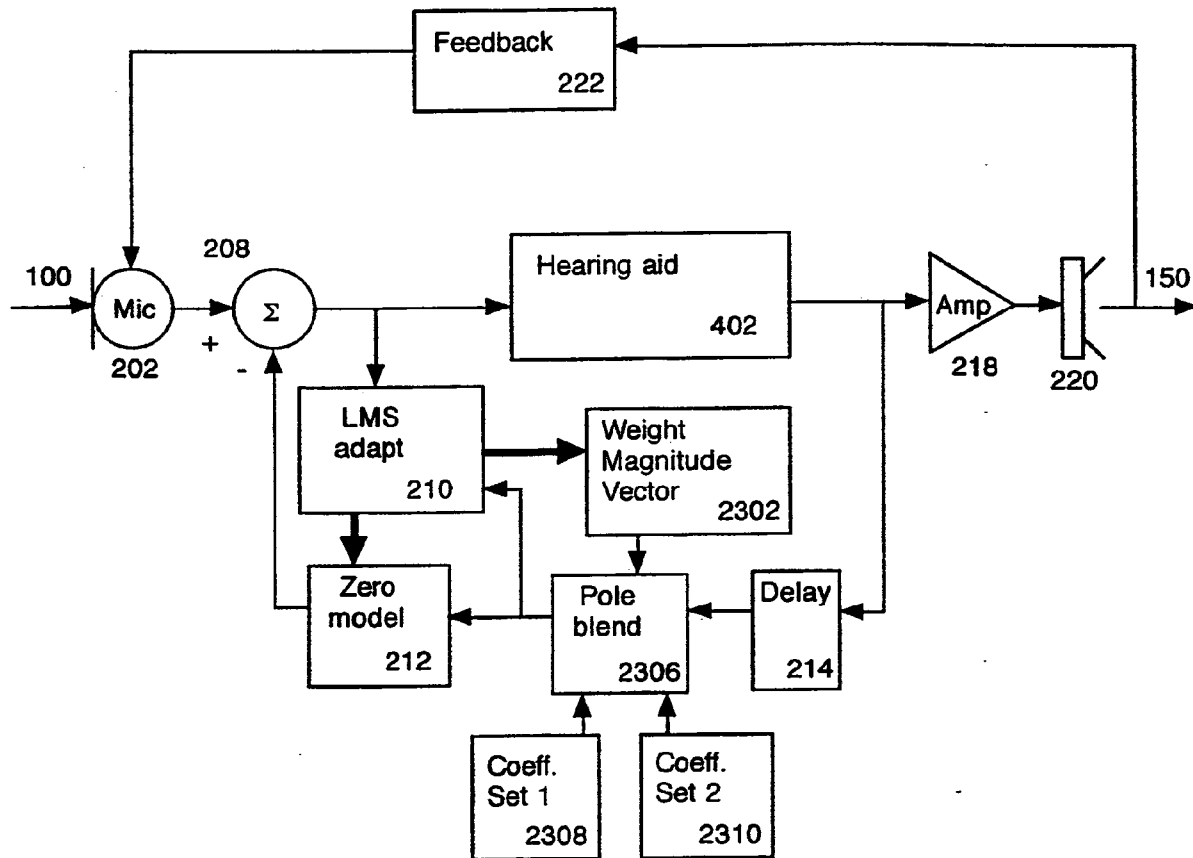 Feedback
222
208
100
Mic
202
+
-
Σ
Hearing aid
402
Amp
218
220
150
LMS
adapt
210
Weight
Magnitude
Vector
2302
Zero
model
212
Pole
blend
2306
Delay
214
Coeff.
Set 1
2308
Coeff.
Set 2
2310